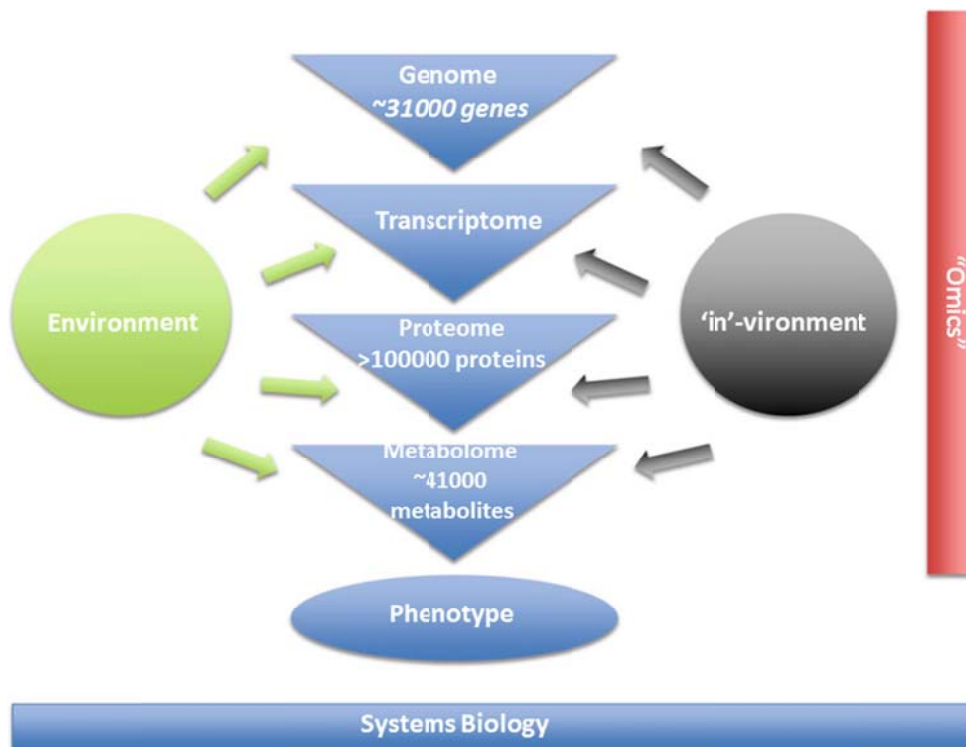 Genome
~31000 genes
Transcriptome
Environment
Proteome
>100000 proteins
'in'-vironment
"Omics"
Metabolome
~41000
metabolites
Phenotype
Systems Biology